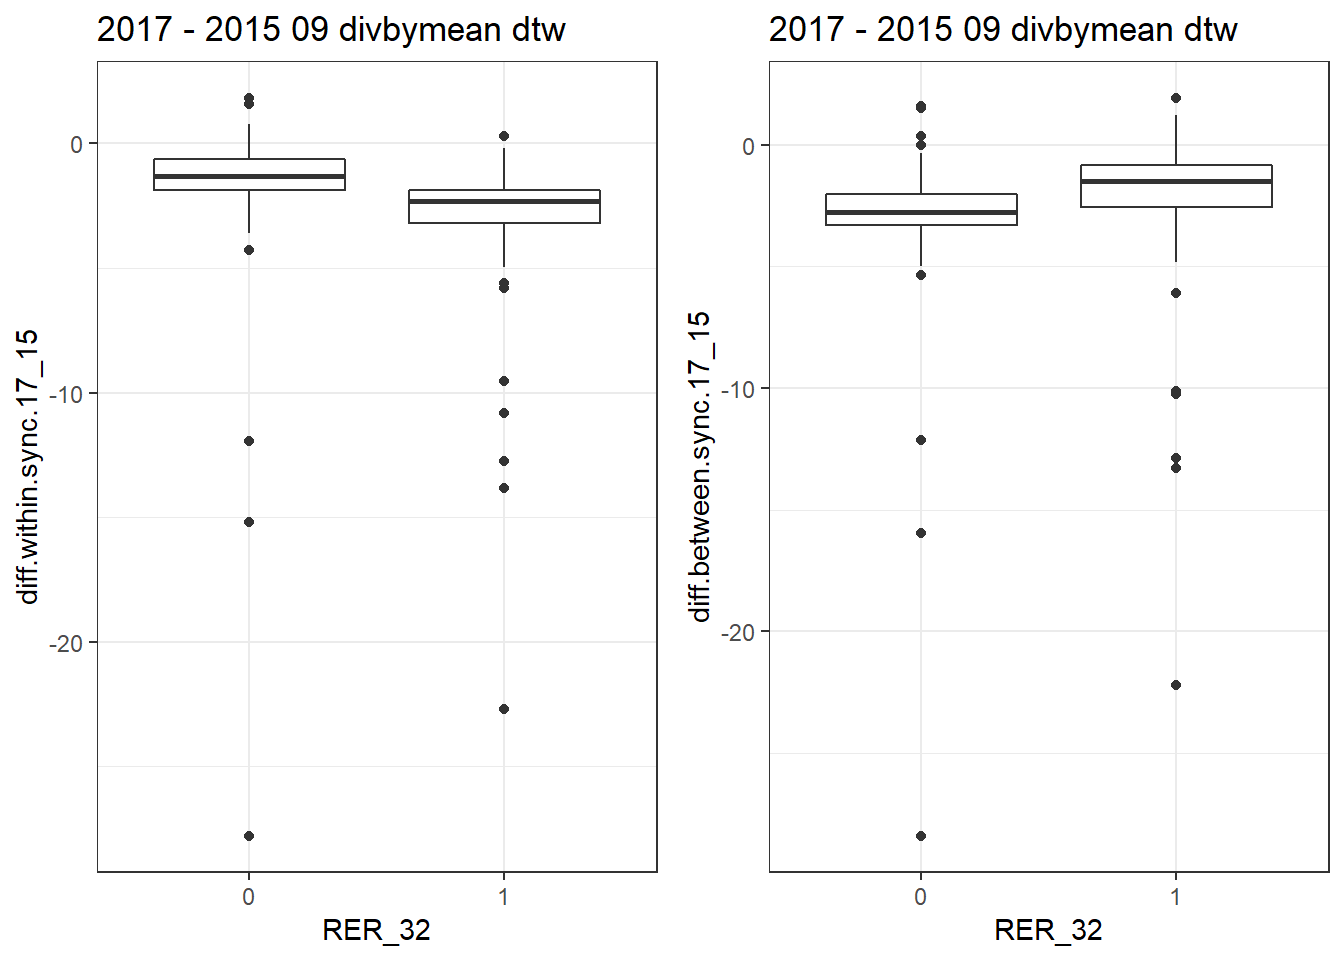 2017 - 2015 09 divbymean dtw
diff.within.sync.17_15
0
-10
-20
0
1
RER_32
2017 - 2015 09 divbymean dtw
diff.between.sync.17_15
0
-10
-20
0
1
RER_32